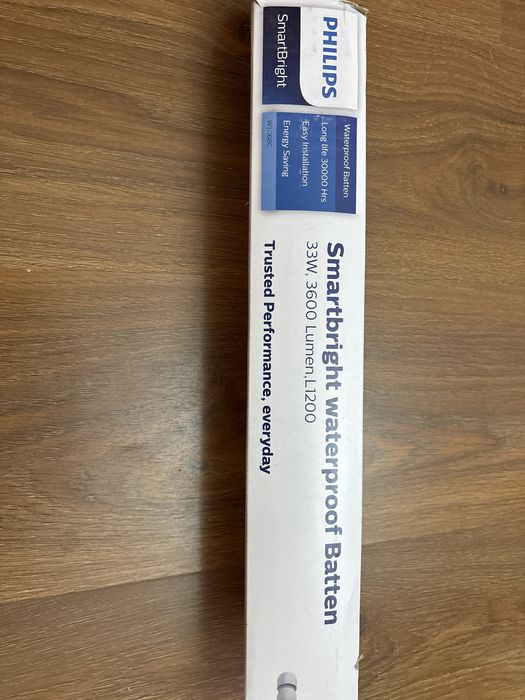 PHILIPS
SmartBright
Waterproof Batten
Long life 30000 Hrs
Easy Installation
Energy Saving
WT068C
Smartbright waterproof Batten
33W, 3600 Lumen,L1200
Trusted Performance, everyday